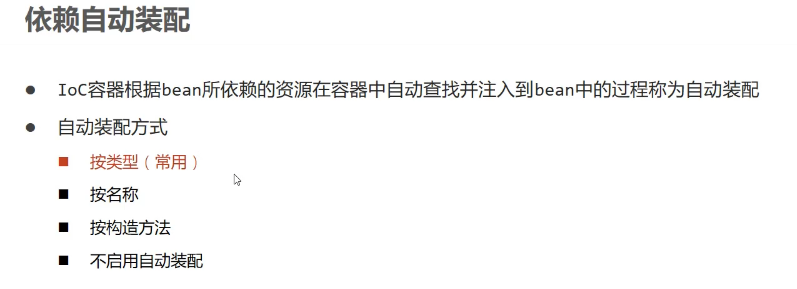 依赖自动装配
IoC容器根据bean所依赖的资源在容器中自动查找并注入到bean中的过程称为自动装配
自动装配方式
按类型（常用）
按名称
按构造方法
不启用自动装配